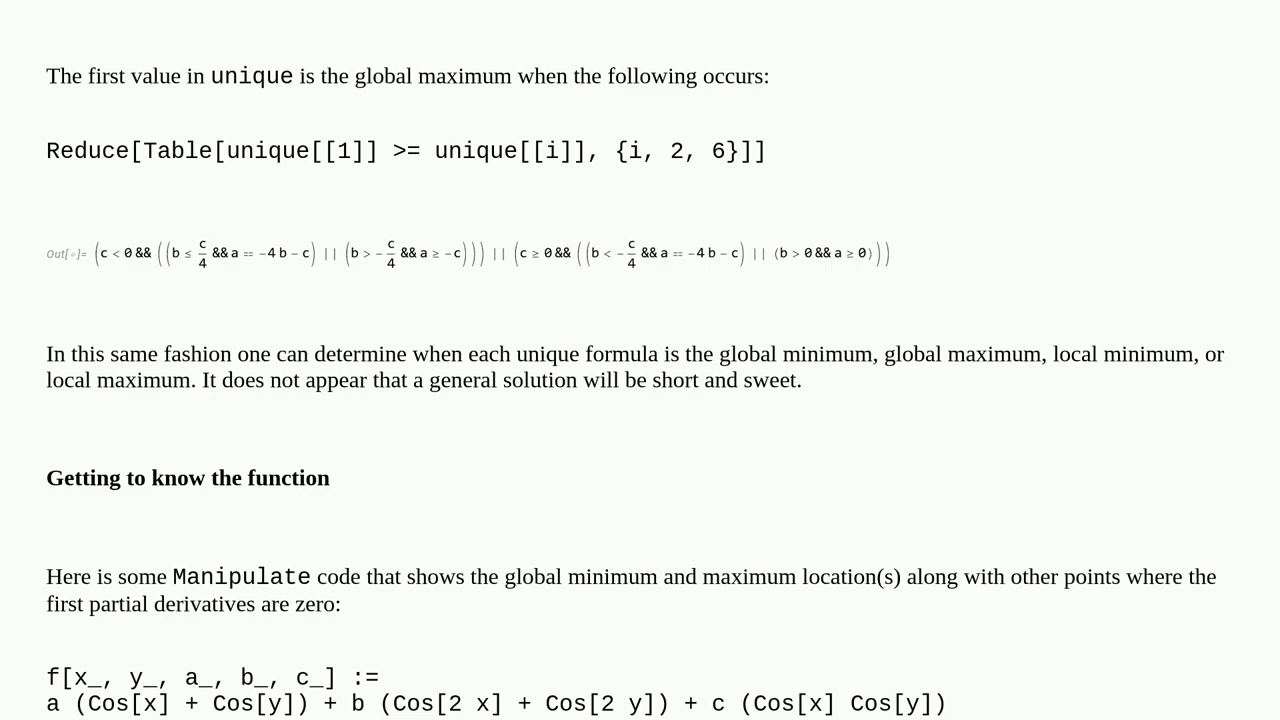 The first value in unique is the global maximum when the following occurs:
Reduce[Table[unique[[1]] >= unique[[i]], {i, 2, 6}]]
Out[∘]= (c < 0 && ((b ≤ c/4 && a == -4 b - c) || (b > -c/4 && a ≥ -c))) || (c ≥ 0 && ((b < -c/4 && a == -4 b - c) || (b > 0 && a ≥ 0)))
In this same fashion one can determine when each unique formula is the global minimum, global maximum, local minimum, or
local maximum. It does not appear that a general solution will be short and sweet.
Getting to know the function
Here is some Manipulate code that shows the global minimum and maximum location(s) along with other points where the
first partial derivatives are zero:
f[x_, y_, a_, b_, c_] :=
a (Cos[x] + Cos[y]) + b (Cos[2 x] + Cos[2 y]) + c (Cos[x] Cos[y])